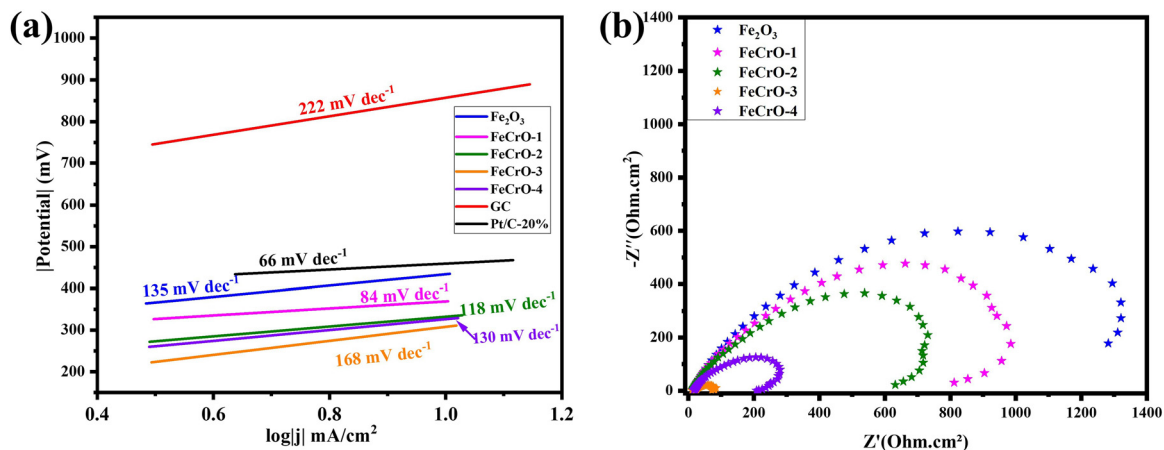 (a)
|Potential| (mV)
1000
900
800
700
600
500
400
300
200
0.4
0.6
0.8
1.0
1.2
log|j| mA/cm²
222 mV dec⁻¹
66 mV dec⁻¹
135 mV dec⁻¹
84 mV dec⁻¹
118 mV dec⁻¹
130 mV dec⁻¹
168 mV dec⁻¹
Fe₂O₃
FeCrO-1
FeCrO-2
FeCrO-3
FeCrO-4
GC
Pt/C-20%
(b)
-Z''(Ohm.cm²)
1400
1200
1000
800
600
400
200
0
0
200
400
600
800
1000
1200
1400
Z'(Ohm.cm²)
Fe₂O₃
FeCrO-1
FeCrO-2
FeCrO-3
FeCrO-4